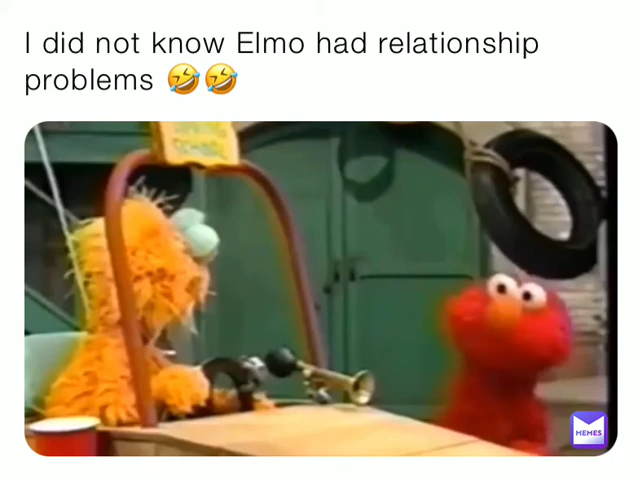 I did not know Elmo had relationship
problems 🤣🤣
MEMES